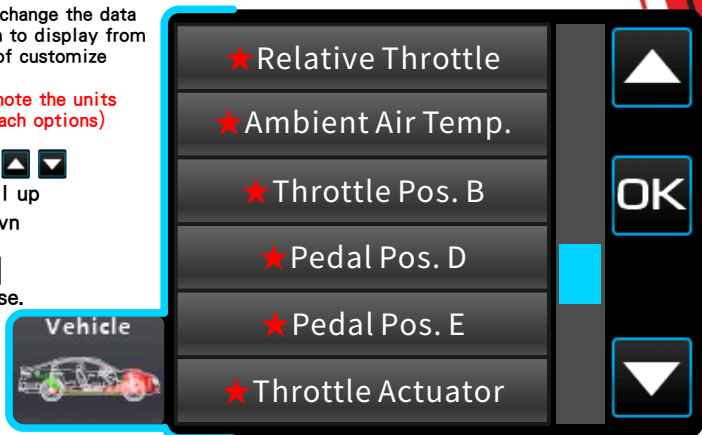 change the data
to display from
of customize
note the units
ach options)
l up
vn
se.
Vehicle
★Relative Throttle
★Ambient Air Temp.
★Throttle Pos. B
★Pedal Pos. D
★Pedal Pos. E
★Throttle Actuator
OK